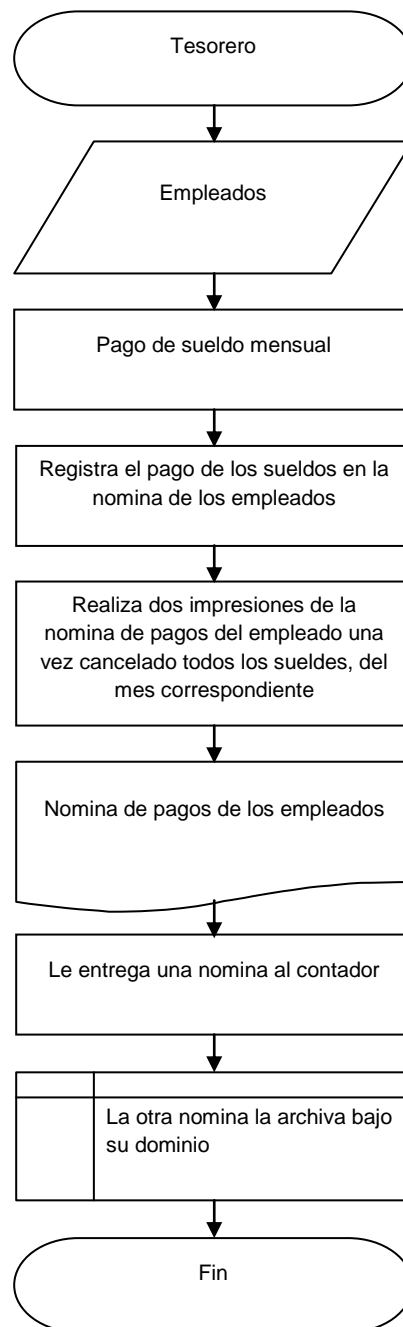 Tesorero
Empleados
Pago de sueldo mensual
Registra el pago de los sueldos en la
nomina de los empleados
Realiza dos impresiones de la
nomina de pagos del empleado una
vez cancelado todos los sueldes, del
mes correspondiente
Nomina de pagos de los empleados
Le entrega una nomina al contador
La otra nomina la archiva bajo
su dominio
Fin